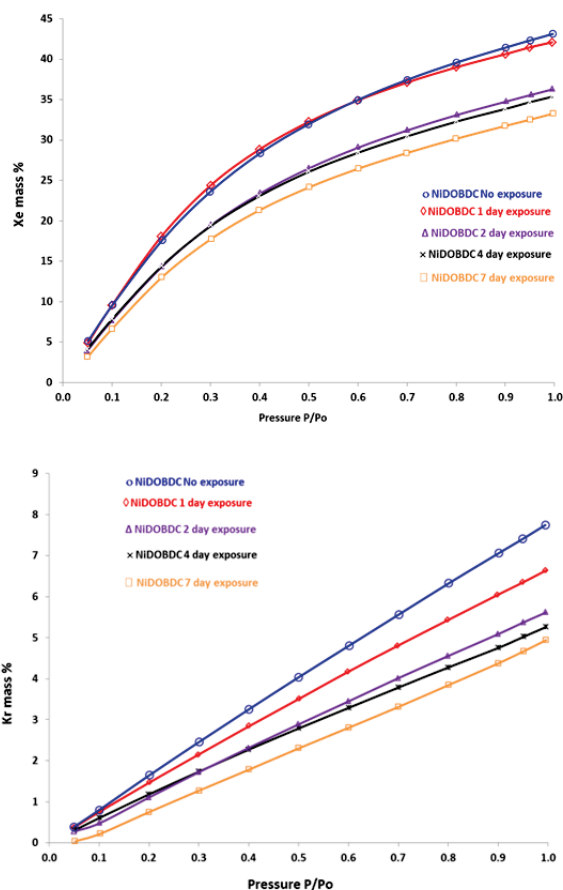 45
40
35
30
25
20
15
10
5
0
Xe mass %
o NiDOBDC No exposure
◇ NiDOBDC 1 day exposure
Δ NiDOBDC 2 day exposure
× NiDOBDC 4 day exposure
□ NiDOBDC 7 day exposure
0.0 0.1 0.2 0.3 0.4 0.5 0.6 0.7 0.8 0.9 1.0
Pressure P/Po
9
8
7
6
5
4
3
2
1
0
Kr mass %
o NiDOBDC No exposure
◇ NiDOBDC 1 day exposure
Δ NiDOBDC 2 day exposure
× NiDOBDC 4 day exposure
□ NiDOBDC 7 day exposure
0.0 0.1 0.2 0.3 0.4 0.5 0.6 0.7 0.8 0.9 1.0
Pressure P/Po